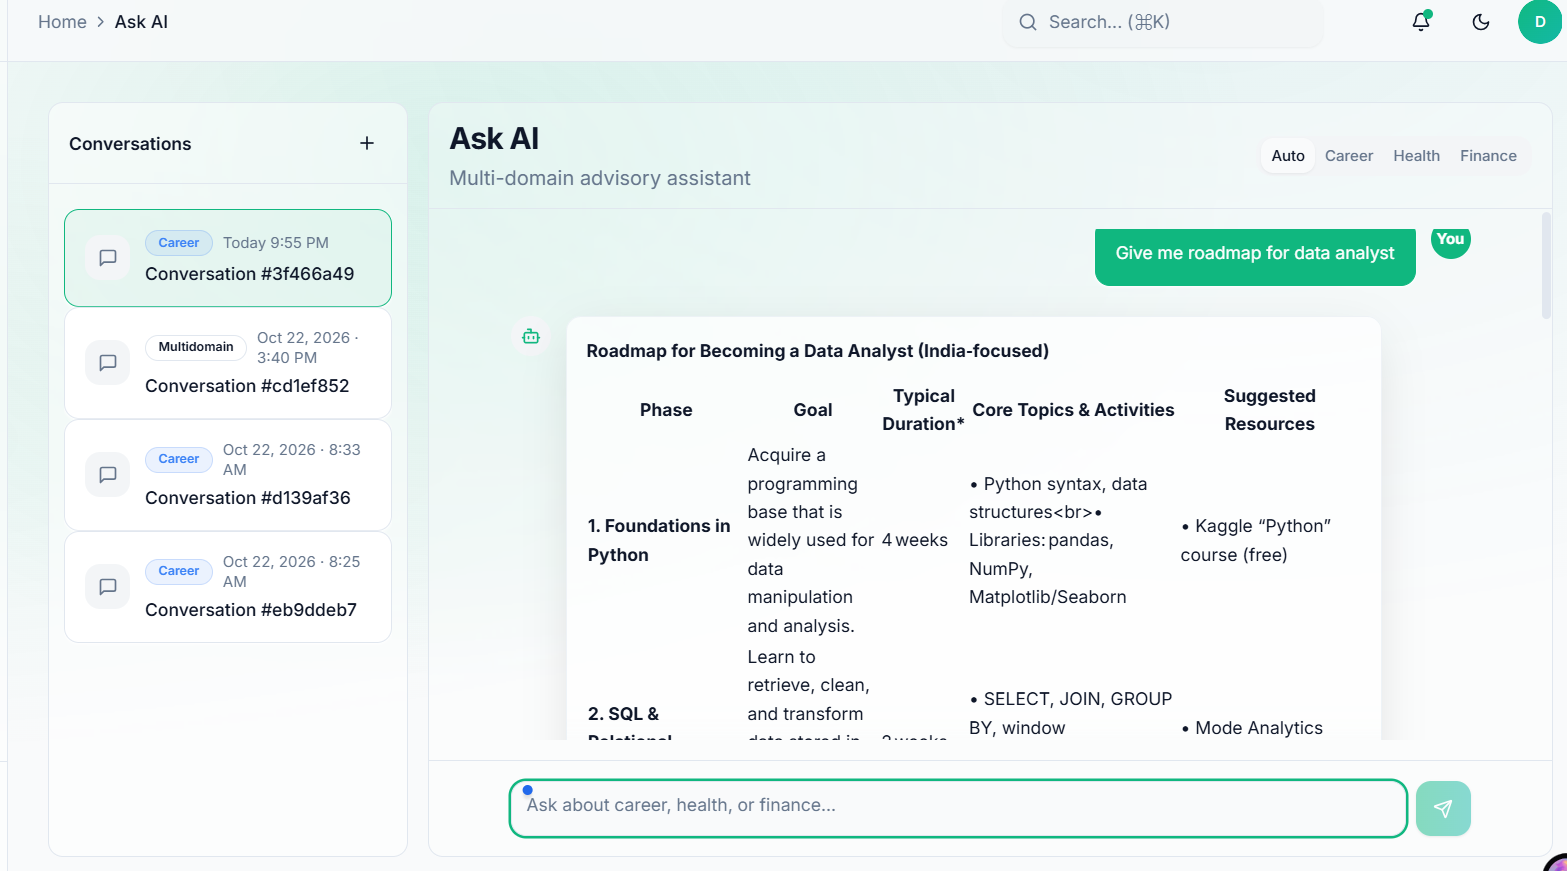 Home > Ask AI
Search... (⌘K)
D
Conversations
+
Career Today 9:55 PM
Conversation #3f466a49
Multidomain Oct 22, 2026 ·
3:40 PM
Conversation #cd1ef852
Career Oct 22, 2026 · 8:33
AM
Conversation #d139af36
Career Oct 22, 2026 · 8:25
AM
Conversation #eb9ddeb7
Ask AI
Multi-domain advisory assistant
Auto Career Health Finance
Give me roadmap for data analyst
You
Roadmap for Becoming a Data Analyst (India-focused)
Phase
Goal
Typical
Duration*
Core Topics & Activities
Suggested
Resources
1. Foundations in
Python
Acquire a
programming
base that is
widely used for
data
manipulation
and analysis.
4 weeks
• Python syntax, data
structures<br>•
Libraries: pandas,
NumPy,
Matplotlib/Seaborn
• Kaggle “Python”
course (free)
2. SQL &
Relational
Learn to
retrieve, clean,
and transform
data stored in
weeks
• SELECT, JOIN, GROUP
BY, window
• Mode Analytics
Ask about career, health, or finance...